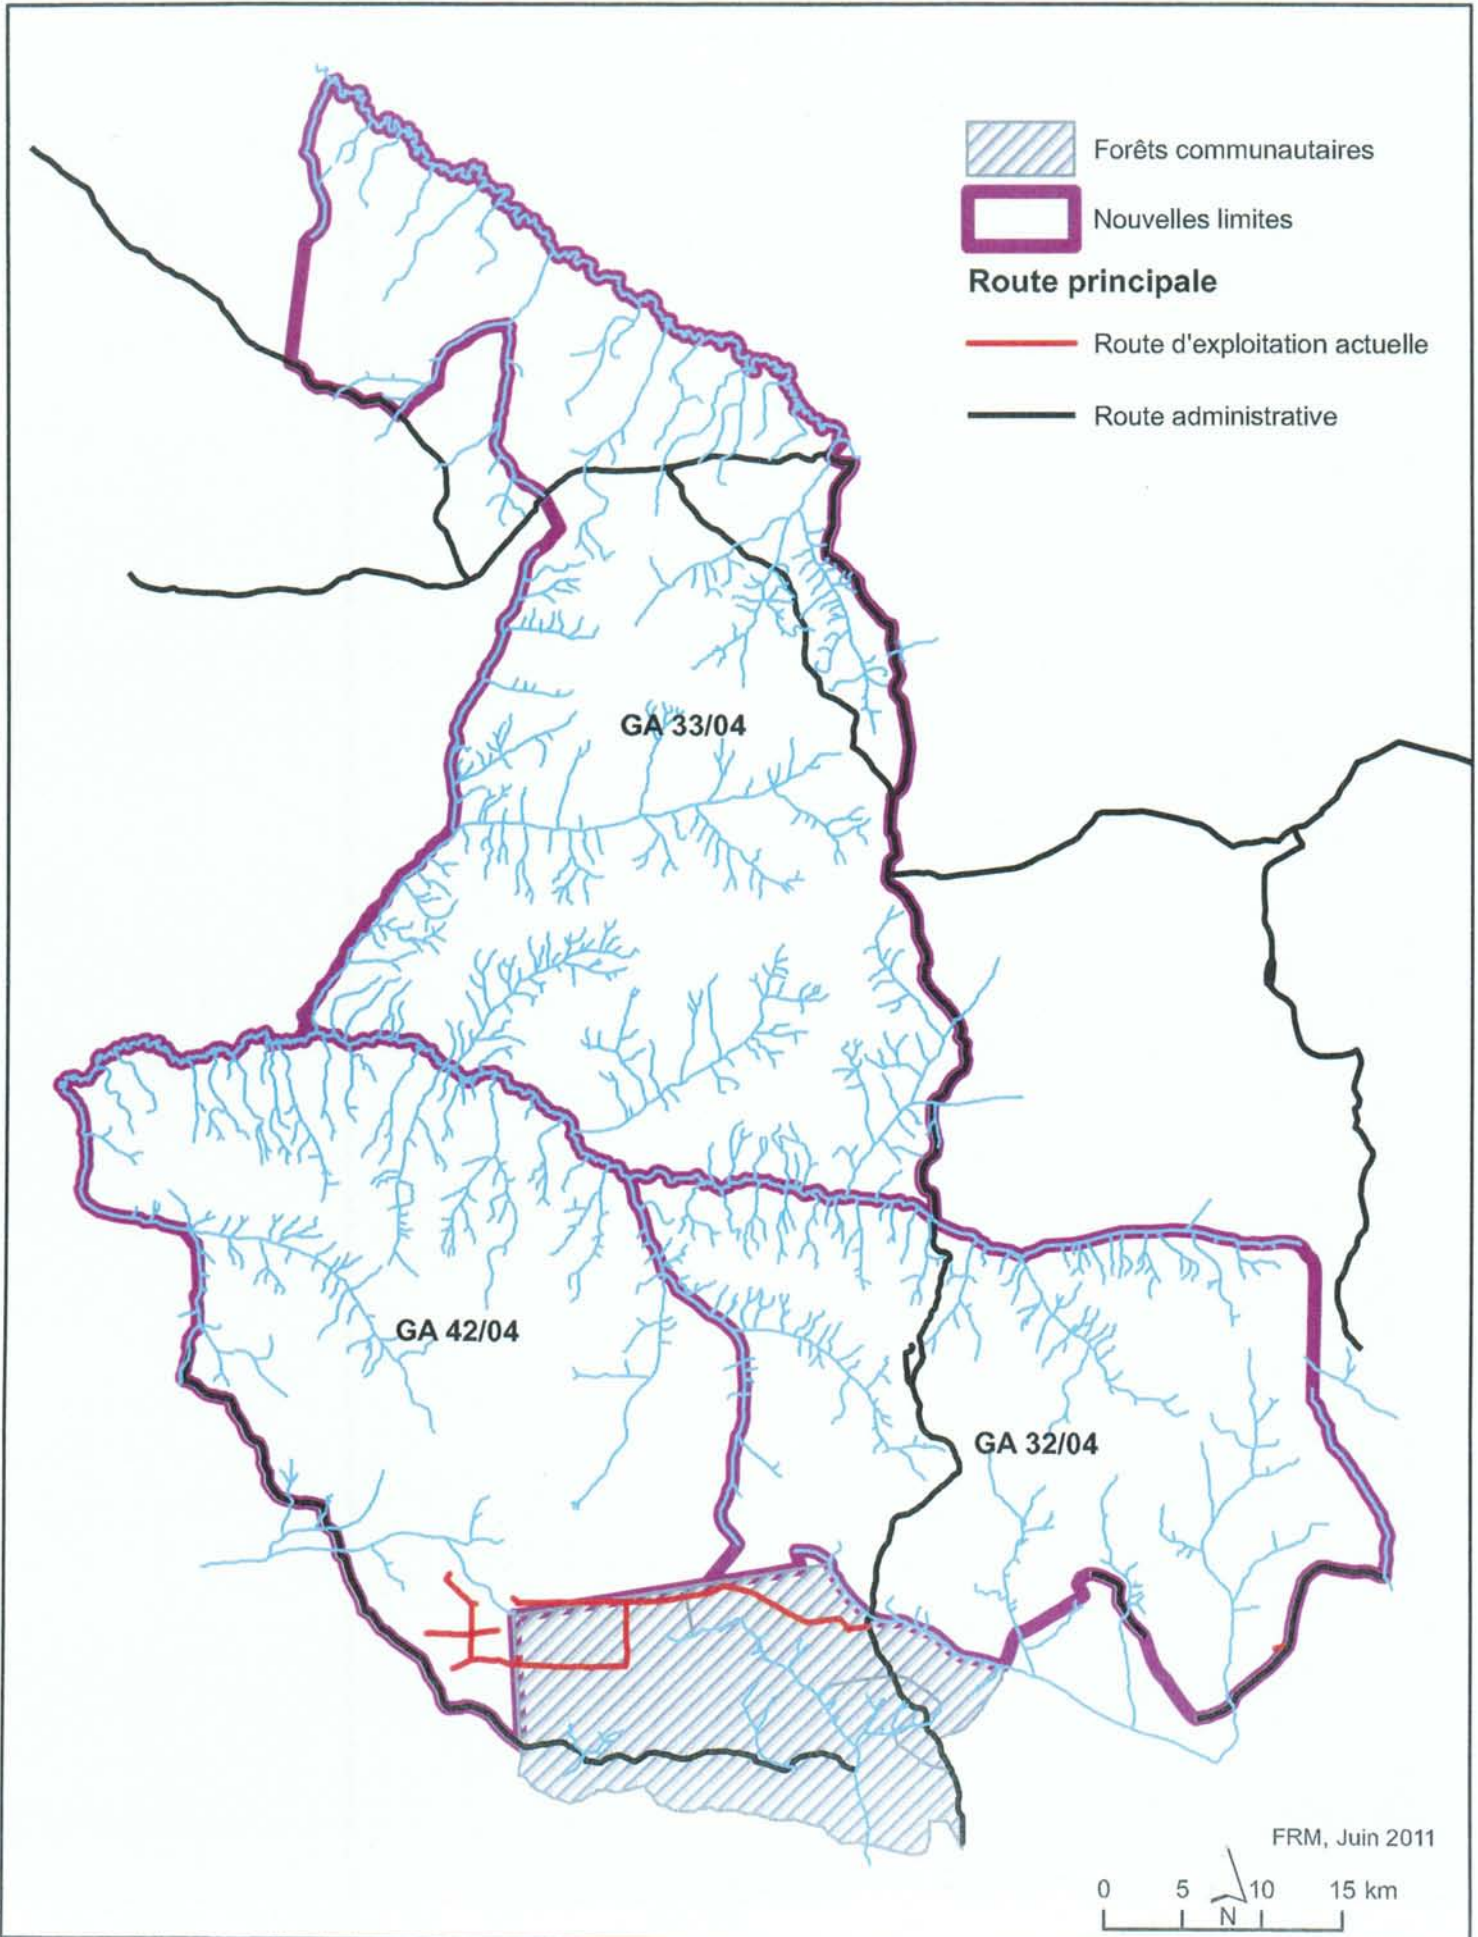 Forêts communautaires
Nouvelles limites
Route principale
Route d'exploitation actuelle
Route administrative
GA 33/04
GA 42/04
GA 32/04
FRM, Juin 2011
0 5 10 15 km
N